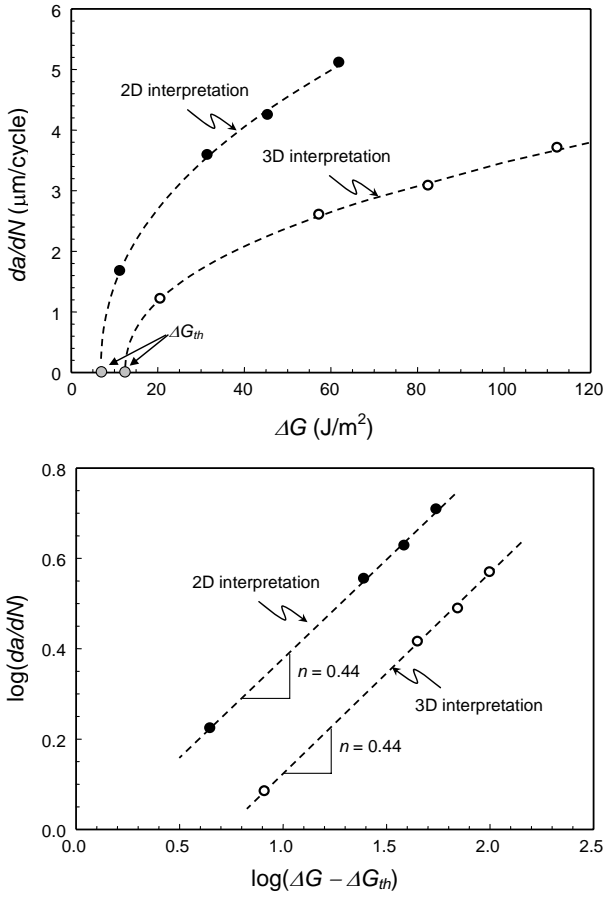 6
5
4
3
2
1
0
da/dN (μm/cycle)
2D interpretation
3D interpretation
ΔG_th
0 20 40 60 80 100 120
ΔG (J/m²)
0.8
0.6
0.4
0.2
0.0
log(da/dN)
2D interpretation
n = 0.44
3D interpretation
n = 0.44
0.0 0.5 1.0 1.5 2.0 2.5
log(ΔG − ΔG_th)